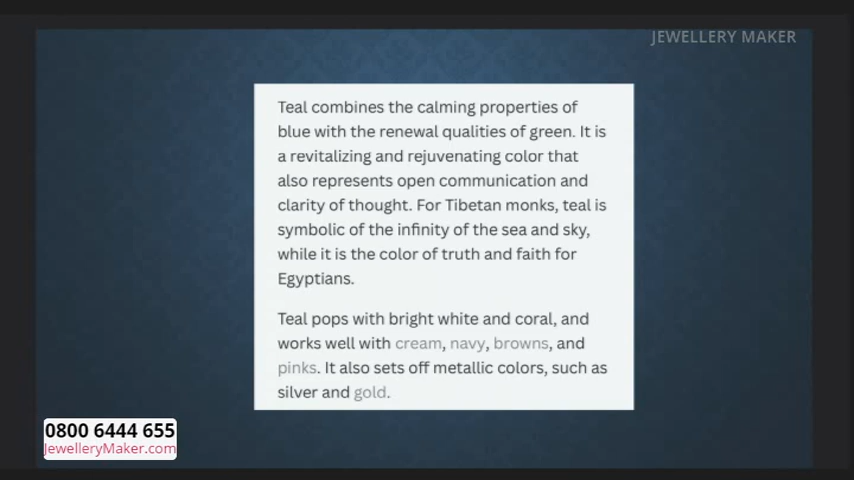 JEWELLERY MAKER
Teal combines the calming properties of
blue with the renewal qualities of green. It is
a revitalizing and rejuvenating color that
also represents open communication and
clarity of thought. For Tibetan monks, teal is
symbolic of the infinity of the sea and sky,
while it is the color of truth and faith for
Egyptians.
Teal pops with bright white and coral, and
works well with cream, navy, browns, and
pinks. It also sets off metallic colors, such as
silver and gold.
0800 6444 655
JewelleryMaker.com